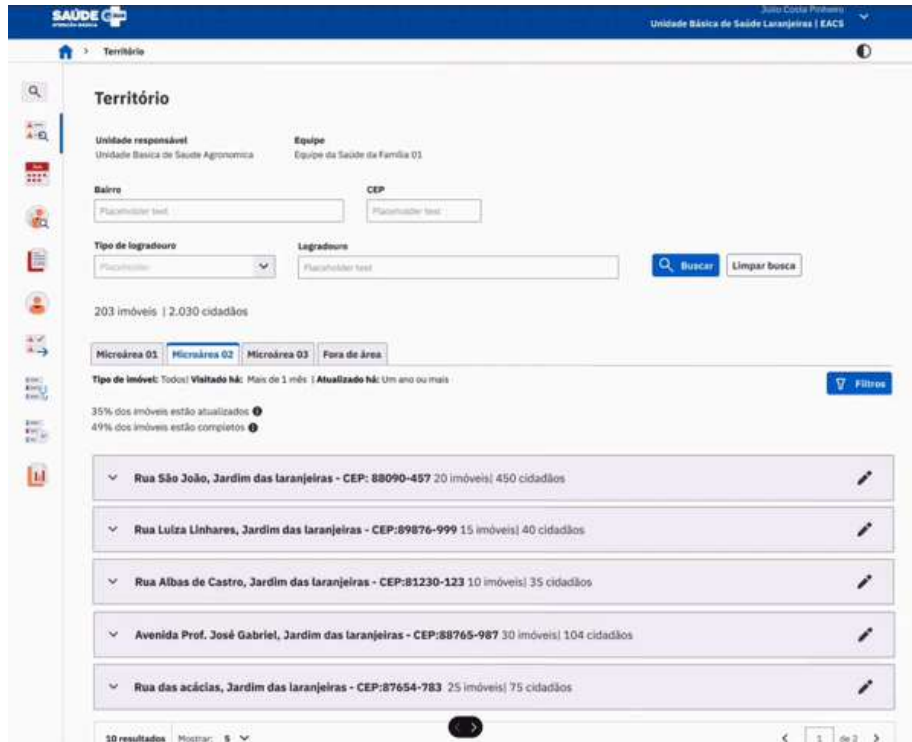 SAÚDE
ATENÇÃO BÁSICA
Julio Costa Pinheiro
Unidade Básica de Saúde Laranjeiras | EACS
Território
Território
Unidade responsável
Unidade Basica de Saude Agronomica
Equipe
Equipe da Saúde da Família 01
Bairro
Placeholder text
CEP
Placeholder text
Tipo de logradouro
Placeholder
Logradouro
Placeholder text
Buscar
Limpar busca
203 imóveis | 2.030 cidadãos
Microárea 01 Microárea 02 Microárea 03 Fora de área
Tipo de imóvel: Todos| Visitado há: Mais de 1 mês | Atualizado há: Um ano ou mais
Filtros
35% dos imóveis estão atualizados
49% dos imóveis estão completos
Rua São João, Jardim das laranjeiras - CEP: 88090-457 20 imóveis| 450 cidadãos
Rua Luiza Linhares, Jardim das laranjeiras - CEP:89876-999 15 imóveis| 40 cidadãos
Rua Albas de Castro, Jardim das laranjeiras - CEP:81230-123 10 imóveis| 35 cidadãos
Avenida Prof. José Gabriel, Jardim das laranjeiras - CEP:88765-987 30 imóveis| 104 cidadãos
Rua das acácias, Jardim das laranjeiras - CEP:87654-783 25 imóveis| 75 cidadãos
10 resultados Mostrar: 5
1 de 2